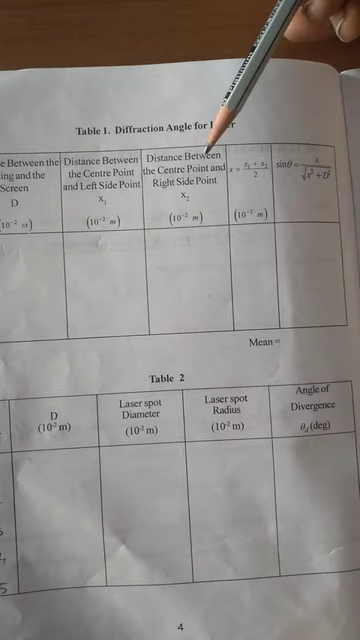 Table 1. Diffraction Angle for
e Between the
ing and the
Screen
D
(10⁻² m)
Distance Between
the Centre Point
and Left Side Point
X₁
(10⁻² m)
Distance Between
the Centre Point and
Right Side Point
X₂
(10⁻² m)
x = x₁ + x₂ / 2
(10⁻² m)
sinθ = x / √x² + D²
Mean =
Table 2
D
(10⁻² m)
Laser spot
Diameter
(10⁻² m)
Laser spot
Radius
(10⁻² m)
Angle of
Divergence
θd (deg)
4
5
4